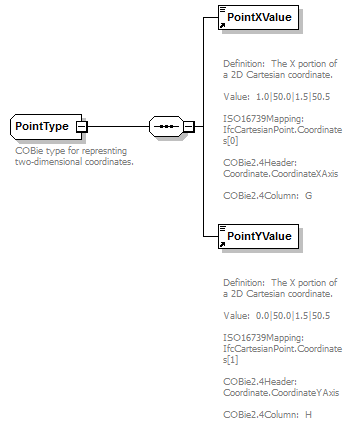 PointXValue
Definition:  The X portion of
a 2D Cartesian coordinate.
Value:  1.0|50.0|1.5|50.5
ISO16739Mapping:
IfcCartesianPoint.Coordinate
s[0]
COBie2.4Header:
Coordinate.CoordinateXAxis
COBie2.4Column:  G
PointType
COBie type for represnting
two-dimensional coordinates.
PointYValue
Definition:  The X portion of
a 2D Cartesian coordinate.
Value:  0.0|50.0|1.5|50.5
ISO16739Mapping:
IfcCartesianPoint.Coordinate
s[1]
COBie2.4Header:
Coordinate.CoordinateYAxis
COBie2.4Column:  H